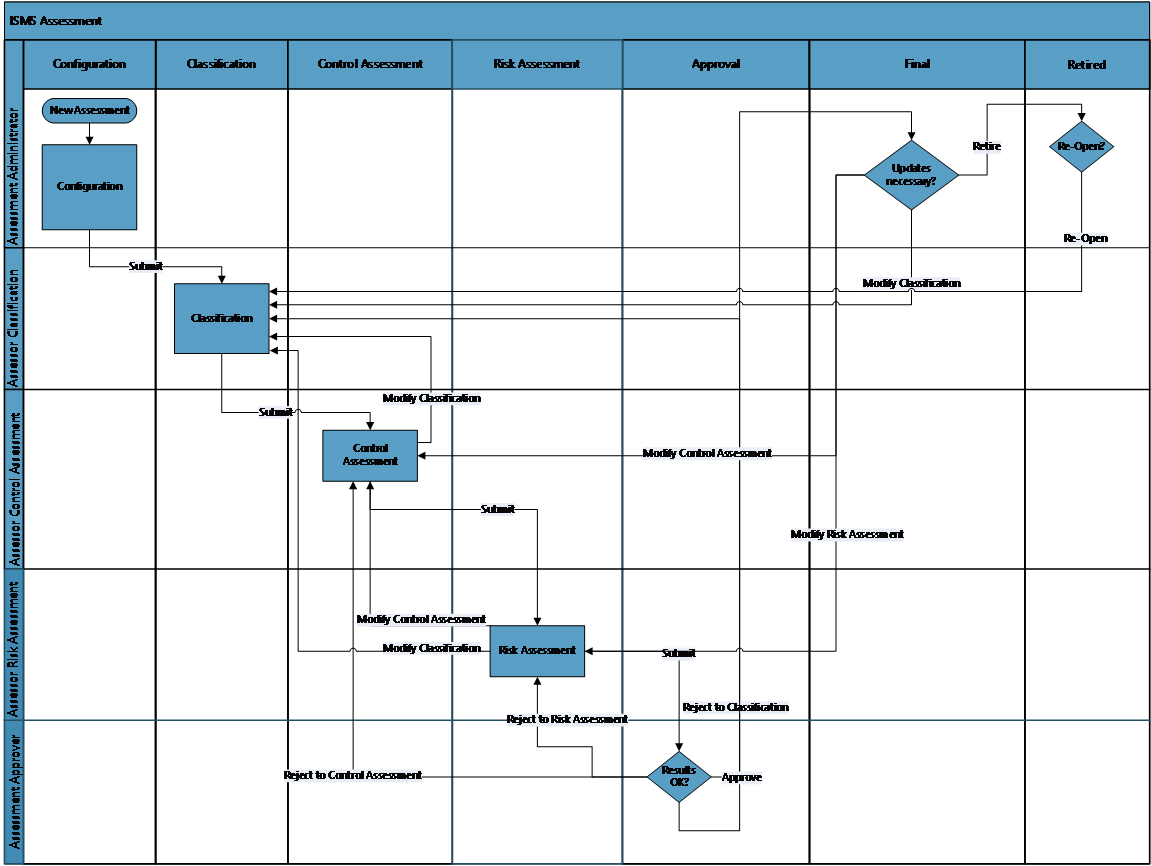 ISMS Assessment
Configuration
Classification
Control Assessment
Risk Assessment
Approval
Final
Retired
Assessment Administrator
New Assessment
Configuration
Updates
necessary?
Retire
Re-Open?
Re-Open
Submit
Assessor Classification
Modify Classification
Classification
Modify Classification
Submit
Assessor Control Assessment
Control
Assessment
Modify Control Assessment
Submit
Modify Risk Assessment
Assessor Risk Assessment
Modify Control Assessment
Modify Classification
Risk Assessment
Submit
Reject to Classification
Reject to Risk Assessment
Assessment Approver
Reject to Control Assessment
Results
OK?
Approve